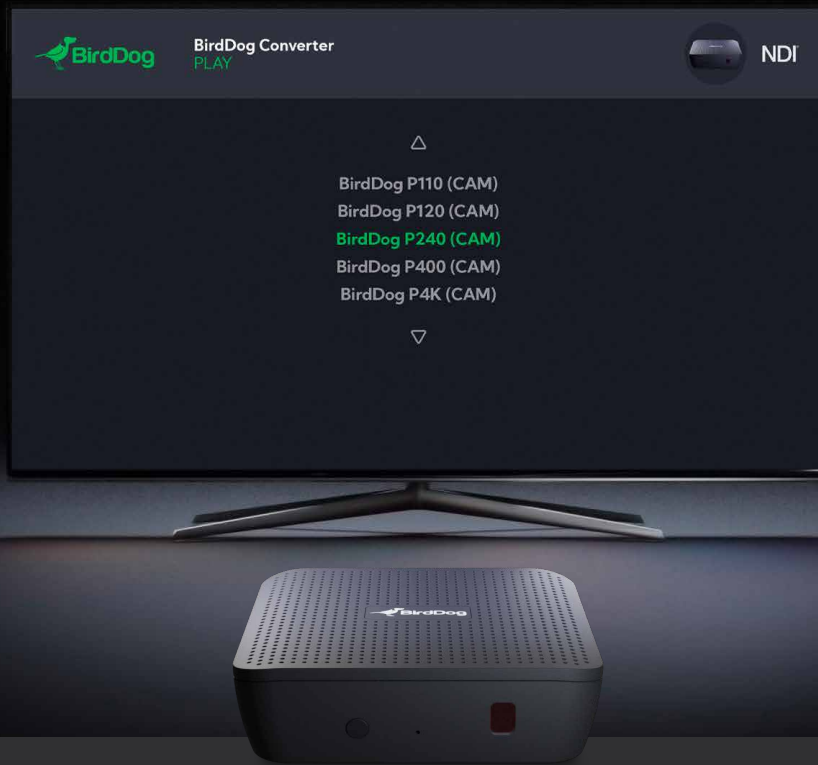 BirdDog
BirdDog Converter
PLAY
NDI
BirdDog P110 (CAM)
BirdDog P120 (CAM)
BirdDog P240 (CAM)
BirdDog P400 (CAM)
BirdDog P4K (CAM)
BirdDog